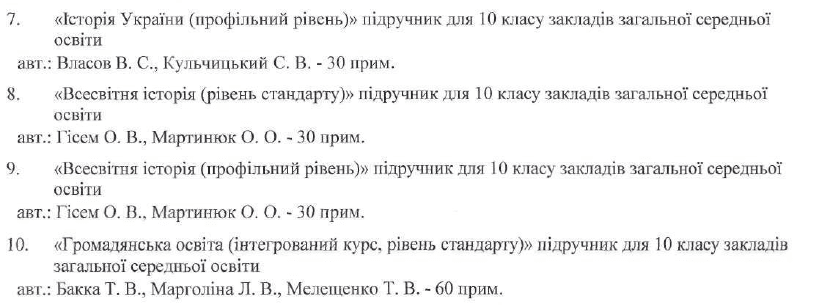 7. «Історія України (профільний рівень)» підручник для 10 класу закладів загальної середньої
освіти
авт.: Власов В. С., Кульчицький С. В. - 30 прим.
8. «Всесвітня історія (рівень стандарту)» підручник для 10 класу закладів загальної середньої
освіти
авт.: Гісем О. В., Мартинюк О. О. - 30 прим.
9. «Всесвітня історія (профільний рівень)» підручник для 10 класу закладів загальної середньої
освіти
авт.: Гісем О. В., Мартинюк О. О. - 30 прим.
10. «Громадянська освіта (інтегрований курс, рівень стандарту)» підручник для 10 класу закладів
загальної середньої освіти
авт.: Бакка Т. В., Марголіна Л. В., Мелещенко Т. В. - 60 прим.